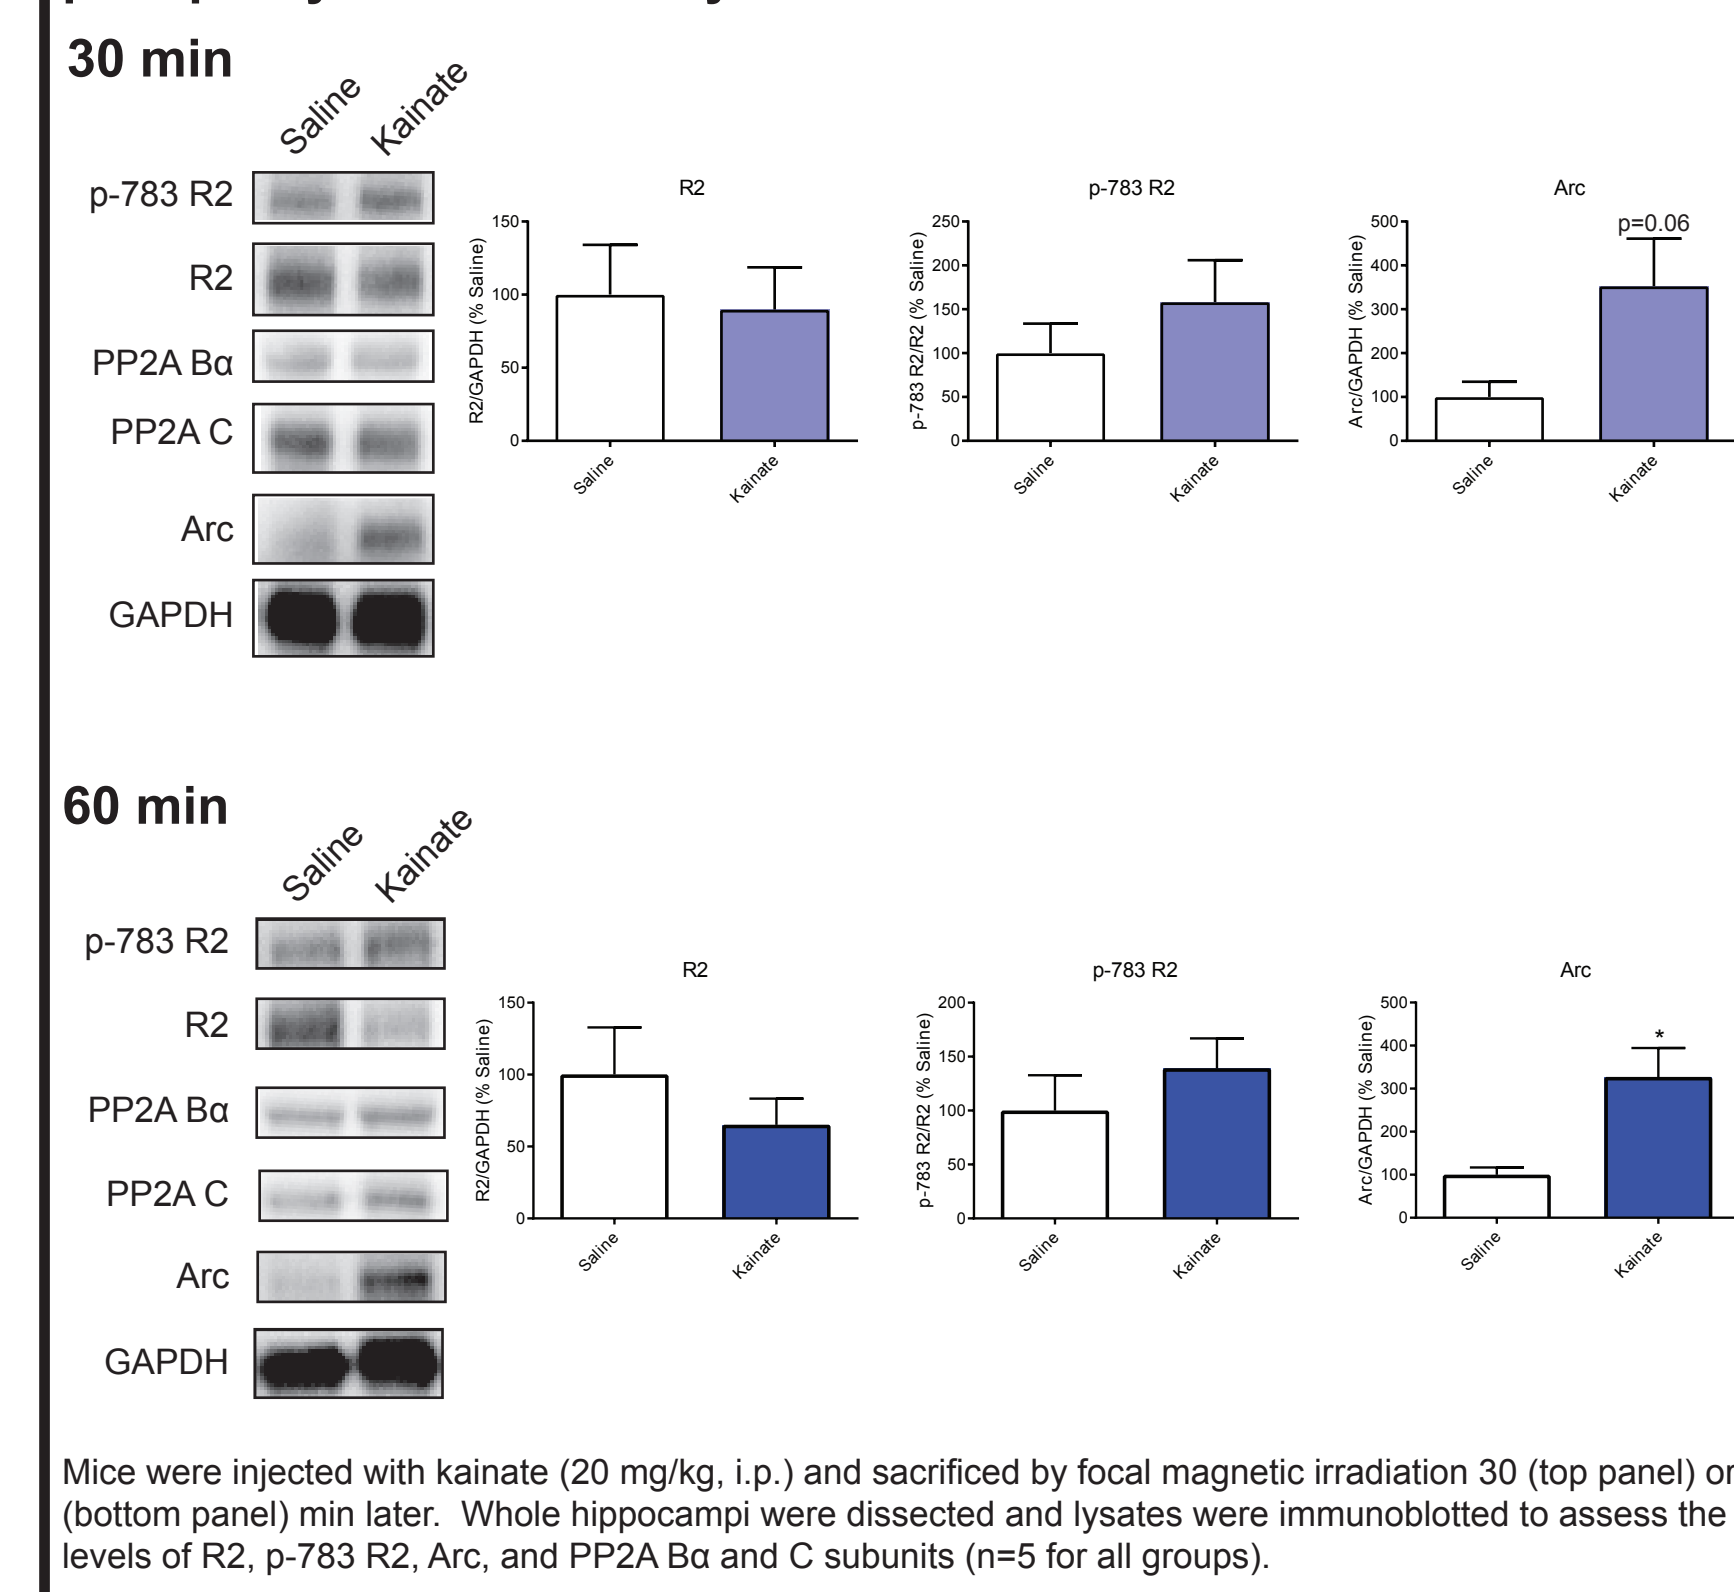 30 min
Saline
Kainate
p-783 R2
R2
PP2A Bα
PP2A C
Arc
GAPDH
R2
R2/GAPDH (% Saline)
150
100
50
0
Saline
Kainate
p-783 R2
p-783 R2/R2 (% Saline)
250
200
150
100
50
0
Saline
Kainate
Arc
Arc/GAPDH (% Saline)
500
400
300
200
100
0
p=0.06
Saline
Kainate
60 min
Saline
Kainate
p-783 R2
R2
PP2A Bα
PP2A C
Arc
GAPDH
R2
R2/GAPDH (% Saline)
150
100
50
0
Saline
Kainate
p-783 R2
p-783 R2/R2 (% Saline)
200
150
100
50
0
Saline
Kainate
Arc
Arc/GAPDH (% Saline)
500
400
300
200
100
0
*
Saline
Kainate
Mice were injected with kainate (20 mg/kg, i.p.) and sacrificed by focal magnetic irradiation 30 (top panel) or
(bottom panel) min later. Whole hippocampi were dissected and lysates were immunoblotted to assess the
levels of R2, p-783 R2, Arc, and PP2A Bα and C subunits (n=5 for all groups).